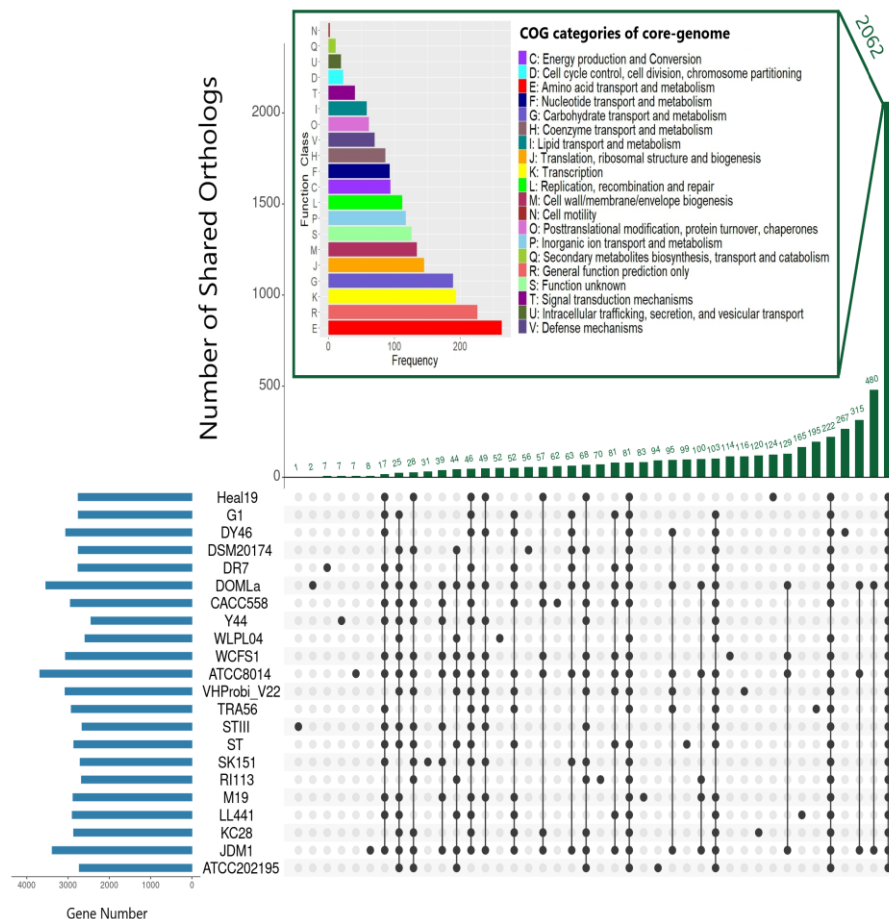 COG categories of core-genome
N
Q
U
D
T
I
O
V
H
F
C
L
P
S
M
J
G
K
R
E
Function Class
0
100
200
Frequency
C: Energy production and Conversion
D: Cell cycle control, cell division, chromosome partitioning
E: Amino acid transport and metabolism
F: Nucleotide transport and metabolism
G: Carbohydrate transport and metabolism
H: Coenzyme transport and metabolism
I: Lipid transport and metabolism
J: Translation, ribosomal structure and biogenesis
K: Transcription
L: Replication, recombination and repair
M: Cell wall/membrane/envelope biogenesis
N: Cell motility
O: Posttranslational modification, protein turnover, chaperones
P: Inorganic ion transport and metabolism
Q: Secondary metabolites biosynthesis, transport and catabolism
R: General function prediction only
S: Function unknown
T: Signal transduction mechanisms
U: Intracellular trafficking, secretion, and vesicular transport
V: Defense mechanisms
2062
Number of Shared Orthologs
2000
1500
1000
500
0
1 2 7 7 7 8 17 25 28 31 39 44 46 49 52 52 56 57 62 63 68 70 81 81 83 94 95 99 100 103 114 116 120 124 129 165 195 222 267 315 480
Heal19
G1
DY46
DSM20174
DR7
DOMLa
CACC558
Y44
WLPL04
WCFS1
ATCC8014
VHProbi_V22
TRA56
STIII
ST
SK151
RI113
M19
LL441
KC28
JDM1
ATCC202195
4000 3000 2000 1000 0
Gene Number